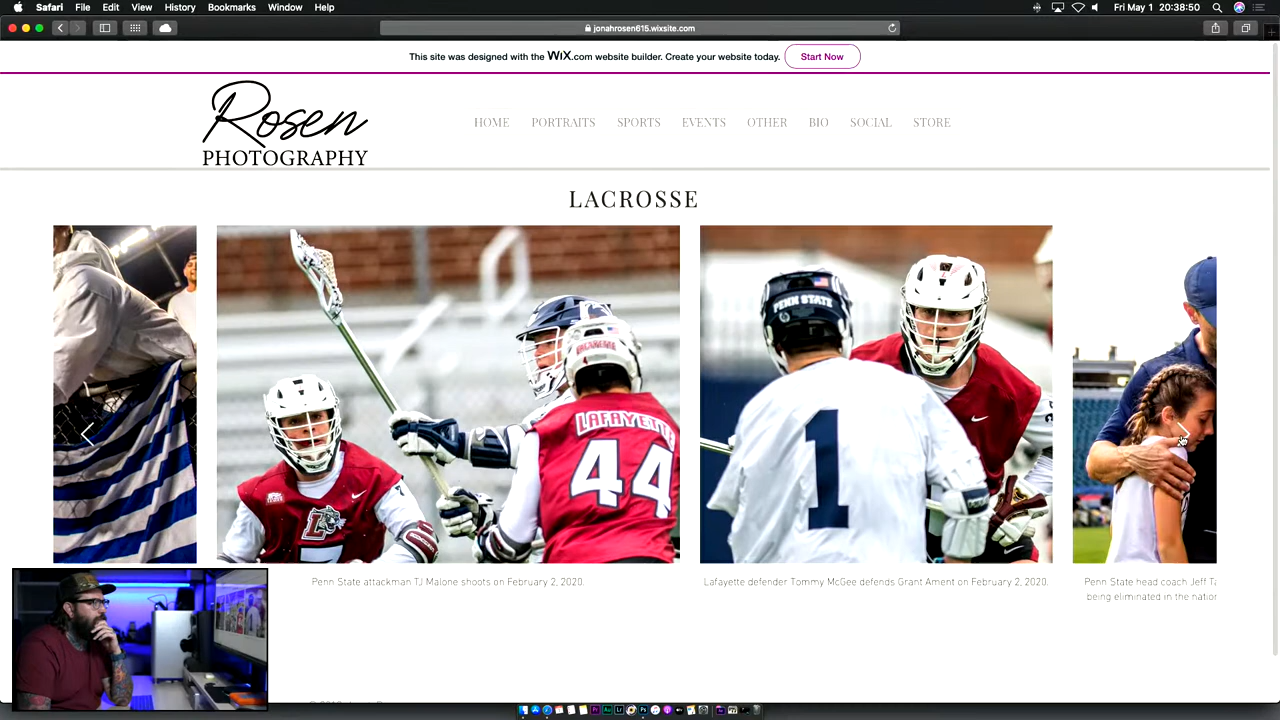 Safari File Edit View History Bookmarks Window Help Fri May 1 20:38:50
jonahrosen615.wixsite.com
This site was designed with the WiX.com website builder. Create your website today. Start Now
Rosen
PHOTOGRAPHY
HOME PORTRAITS SPORTS EVENTS OTHER BIO SOCIAL STORE
LACROSSE
PENN STATE
LAFAYETTE
44
1
L
Penn State attackman TJ Malone shoots on February 2, 2020.
Lafayette defender Tommy McGee defends Grant Ament on February 2, 2020.
Penn State head coach Jeff
being eliminated in the